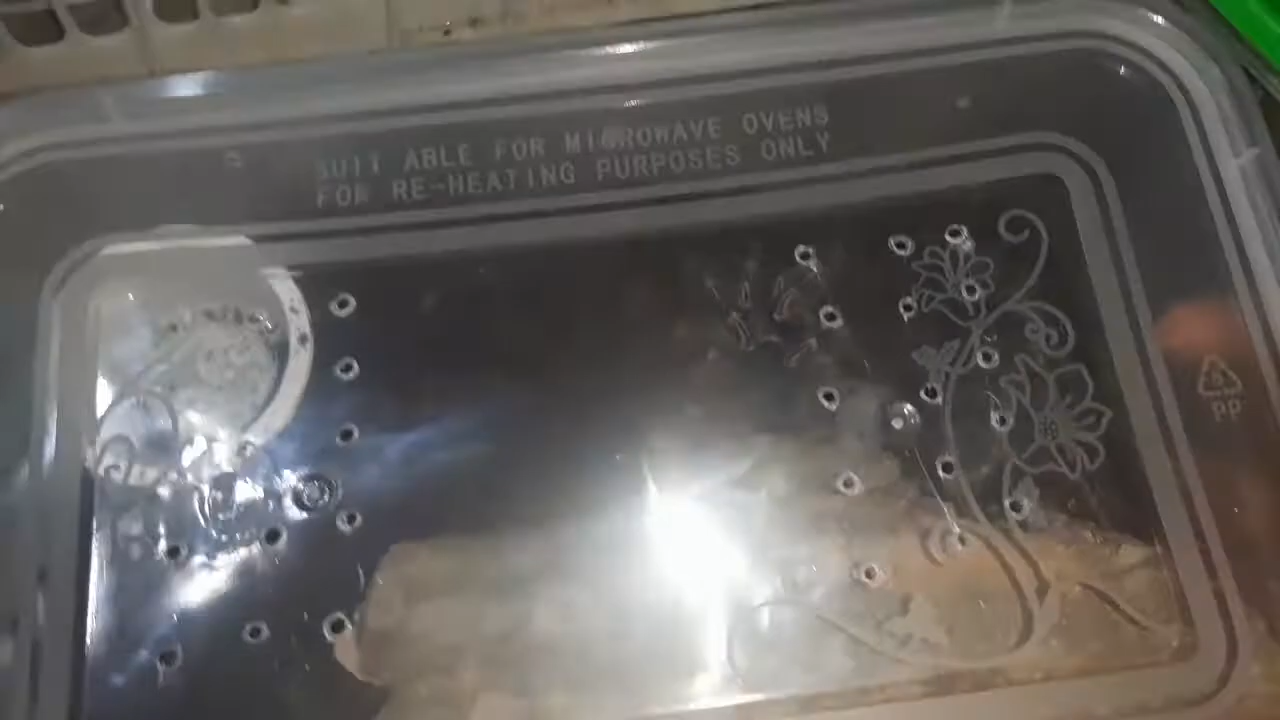 SUIT ABLE FOR MICROWAVE OVENS
FOR RE-HEATING PURPOSES ONLY
PP